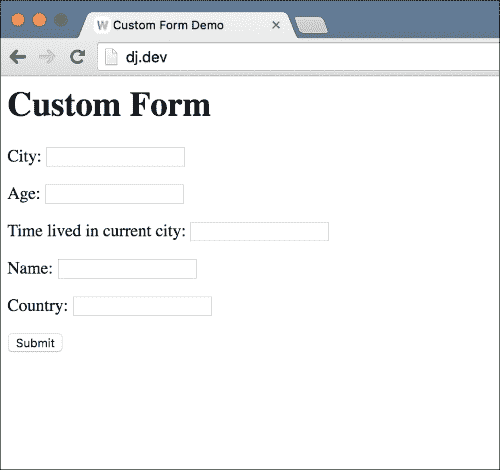 W Custom Form Demo
dj.dev
Custom Form
City:
Age:
Time lived in current city:
Name:
Country:
Submit